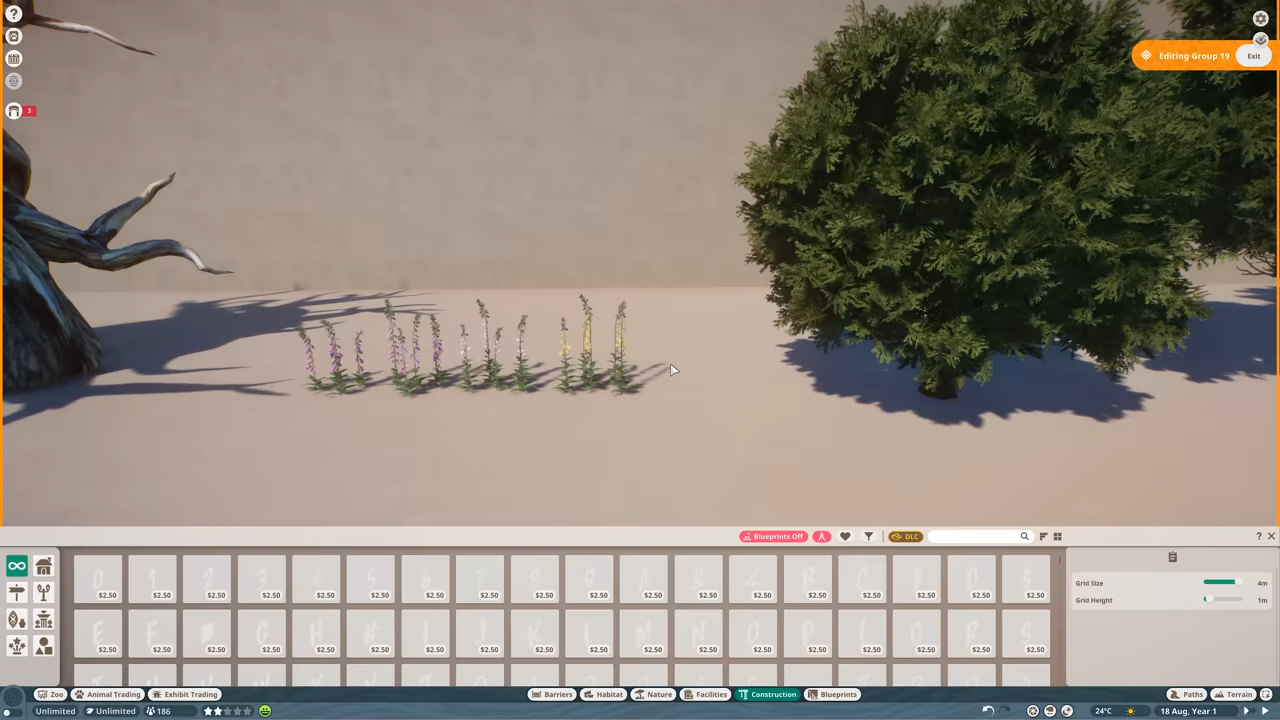 ?
3
Editing Group 19
Exit
Blueprints Off
DLC
?
0 1 2 3 4
$2.50 $2.50 $2.50 $2.50 $2.50 $2.50 $2.50 $2.50 $2.50 $2.50 $2.50 $2.50 $2.50 $2.50 $2.50 $2.50 $2.50 $2.50
$2.50 $2.50 $2.50 $2.50 $2.50 $2.50 $2.50 $2.50 $2.50 $2.50 $2.50 $2.50 $2.50 $2.50 $2.50 $2.50 $2.50 $2.50
Grid Size 4m
Grid Height 1m
Zoo Animal Trading Exhibit Trading Barriers Habitat Nature Facilities Construction Blueprints Paths Terrain
Unlimited Unlimited 186 24°C 18 Aug, Year 1